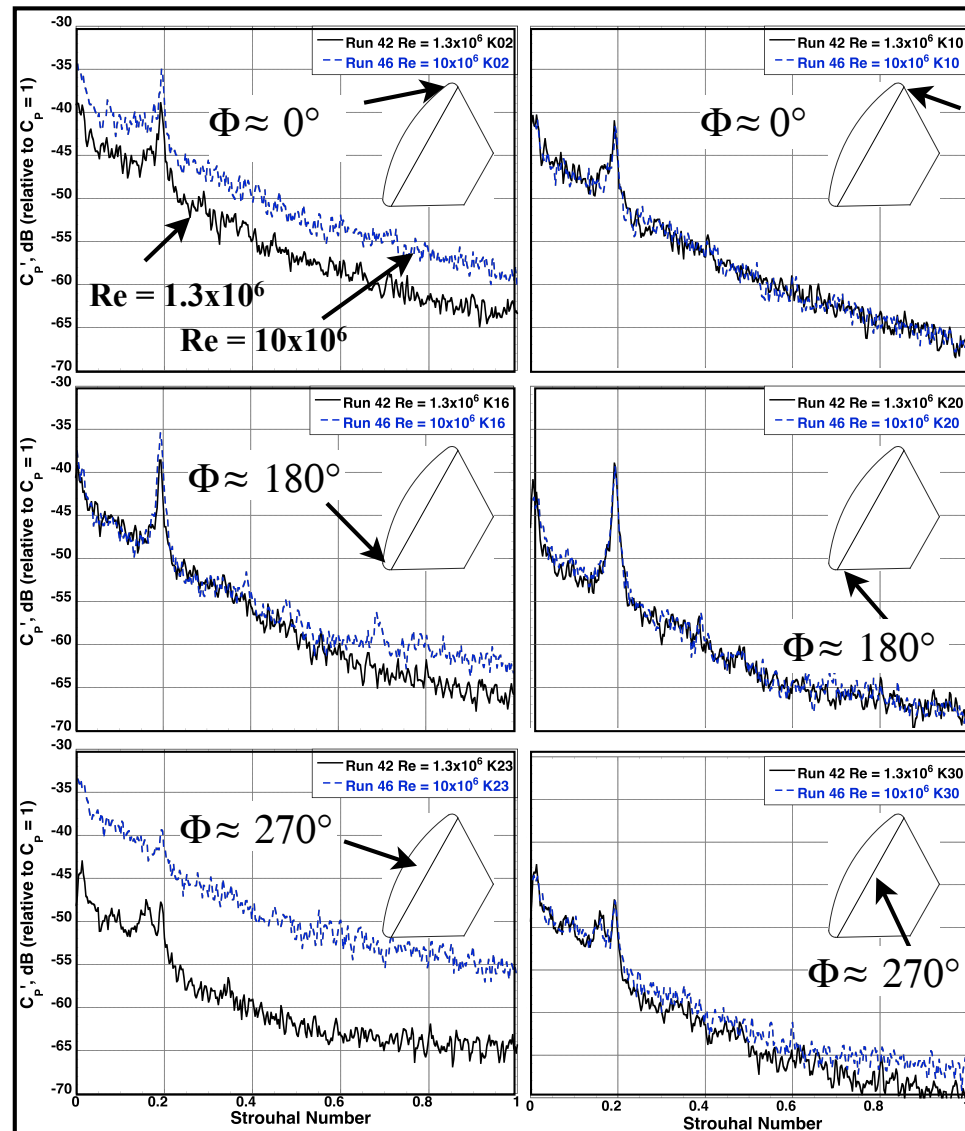 -30
-35
-40
-45
-50
-55
-60
-65
-70
C_P', dB (relative to C_P = 1)
Run 42 Re = 1.3x10⁶ K02
Run 46 Re = 10x10⁶ K02
Φ ≈ 0°
Re = 1.3x10⁶
Re = 10x10⁶
Run 42 Re = 1.3x10⁶ K10
Run 46 Re = 10x10⁶ K10
Φ ≈ 0°
-30
-35
-40
-45
-50
-55
-60
-65
-70
C_P', dB (relative to C_P = 1)
Run 42 Re = 1.3x10⁶ K16
Run 46 Re = 10x10⁶ K16
Φ ≈ 180°
Run 42 Re = 1.3x10⁶ K20
Run 46 Re = 10x10⁶ K20
Φ ≈ 180°
-30
-35
-40
-45
-50
-55
-60
-65
-70
C_P', dB (relative to C_P = 1)
Run 42 Re = 1.3x10⁶ K23
Run 46 Re = 10x10⁶ K23
Φ ≈ 270°
0 0.2 0.4 0.6 0.8 1
Strouhal Number
Run 42 Re = 1.3x10⁶ K30
Run 46 Re = 10x10⁶ K30
Φ ≈ 270°
0 0.2 0.4 0.6 0.8 1
Strouhal Number